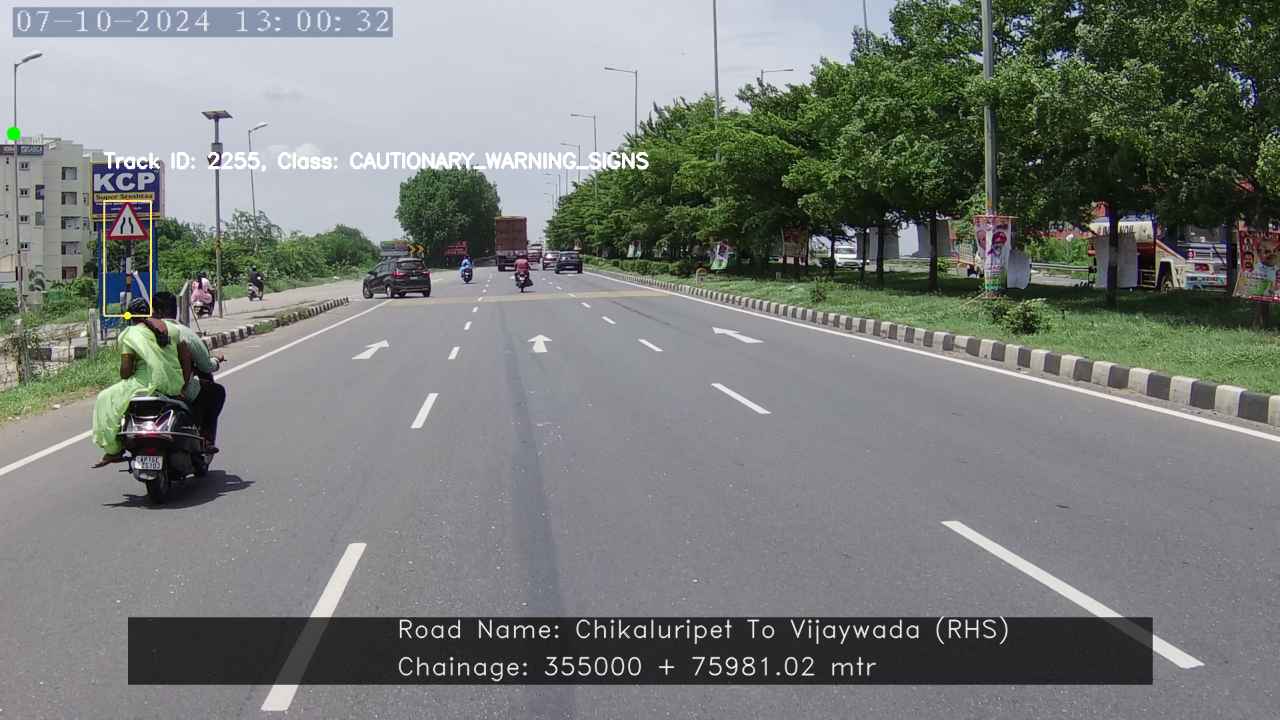 07-10-2024 13:00:32
Track ID: 2255, Class: CAUTIONARY_WARNING_SIGNS
KCP
Road Name: Chikaluripet To Vijaywada (RHS)
Chainage: 355000 + 75981.02 mtr